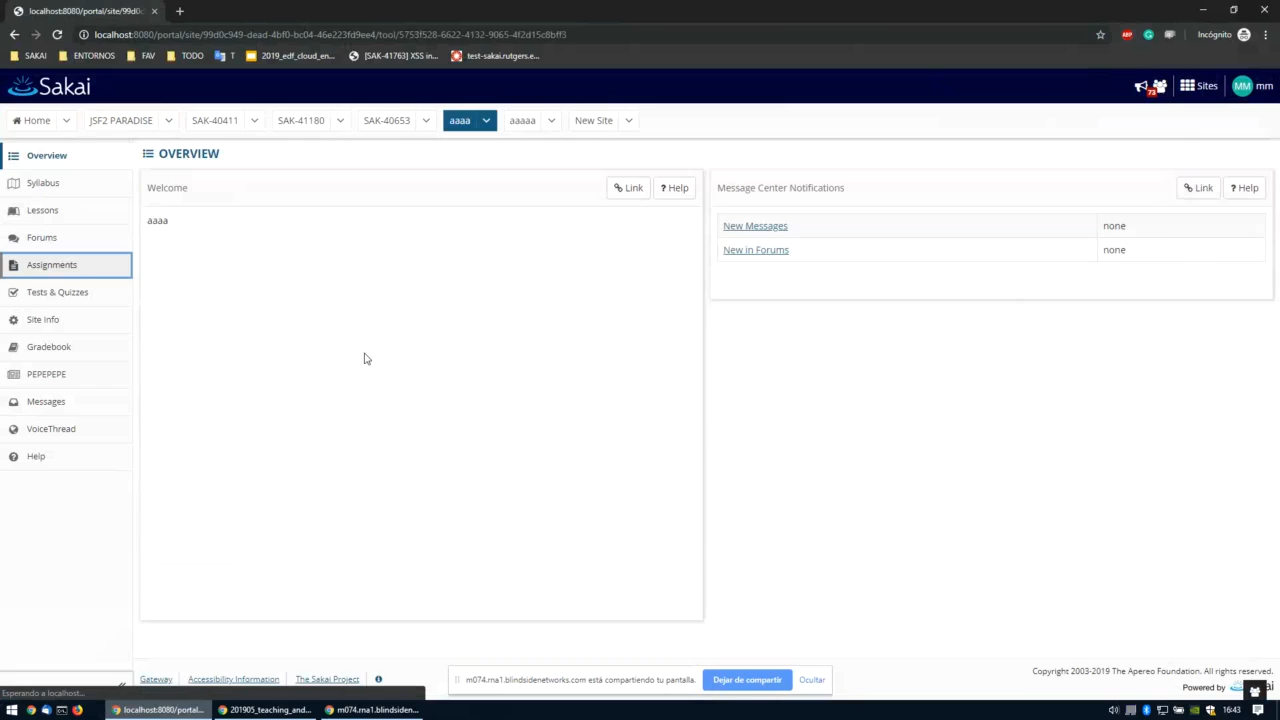 localhost:8080/portal/site/99d0c
localhost:8080/portal/site/99d0c949-dead-4bf0-bc04-46e223fd9ee4/tool/5753f528-6622-4132-9065-4f2d15c8bff3
ABP
Incógnito
SAKAI
ENTORNOS
FAV
TODO
T
2019_edf_cloud_en...
[SAK-41763] XSS in...
test-sakai.rutgers.e...
Sakai
73
Sites
MM mm
Home
JSF2 PARADISE
SAK-40411
SAK-41180
SAK-40653
aaaa
aaaaa
New Site
Overview
Syllabus
Lessons
Forums
Assignments
Tests & Quizzes
Site Info
Gradebook
PEPEPEPE
Messages
VoiceThread
Help
OVERVIEW
Welcome
Link
? Help
aaaa
Message Center Notifications
Link
? Help
New Messages none
New in Forums none
Gateway
Accessibility Information
The Sakai Project
Copyright 2003-2019 The Apereo Foundation. All rights reserved.
Powered by
m074.rna1.blindsidenetworks.com está compartiendo tu pantalla.
Dejar de compartir
Ocultar
Esperando a localhost...
localhost:8080/portal...
201905_teaching_and...
m074.rna1.blindsiden...
16:43